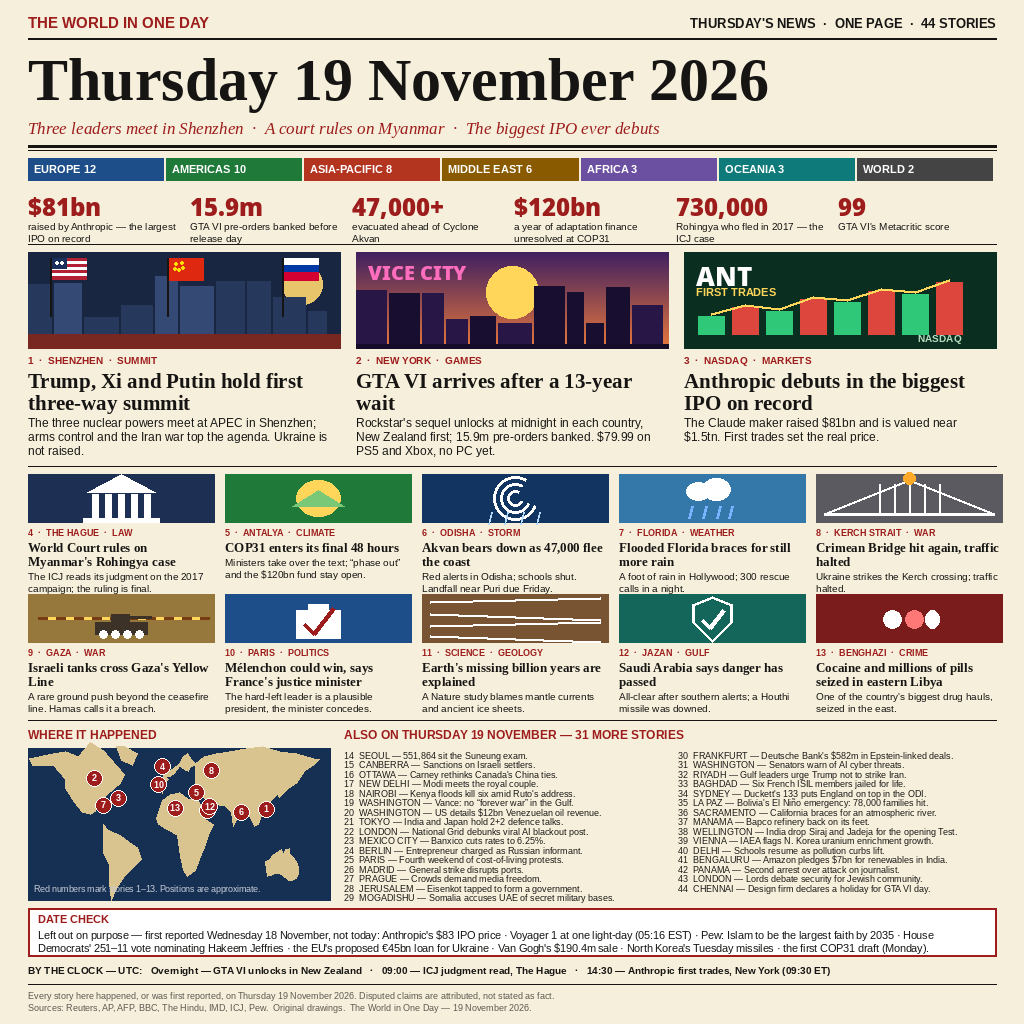 THE WORLD IN ONE DAY
THURSDAY'S NEWS · ONE PAGE · 44 STORIES
Thursday 19 November 2026
Three leaders meet in Shenzhen · A court rules on Myanmar · The biggest IPO ever debuts
EUROPE 12
AMERICAS 10
ASIA-PACIFIC 8
MIDDLE EAST 6
AFRICA 3
OCEANIA 3
WORLD 2
$81bn
raised by Anthropic — the largest
IPO on record
15.9m
GTA VI pre-orders banked before
release day
47,000+
evacuated ahead of Cyclone
Akvan
$120bn
a year of adaptation finance
unresolved at COP31
730,000
Rohingya who fled in 2017 — the
ICJ case
99
GTA VI's Metacritic score
VICE CITY
ANT
FIRST TRADES
NASDAQ
1 · SHENZHEN · SUMMIT
Trump, Xi and Putin hold first
three-way summit
The three nuclear powers meet at APEC in Shenzhen;
arms control and the Iran war top the agenda. Ukraine is
not raised.
2 · NEW YORK · GAMES
GTA VI arrives after a 13-year
wait
Rockstar's sequel unlocks at midnight in each country,
New Zealand first; 15.9m pre-orders banked. $79.99 on
PS5 and Xbox, no PC yet.
3 · NASDAQ · MARKETS
Anthropic debuts in the biggest
IPO on record
The Claude maker raised $81bn and is valued near
$1.5tn. First trades set the real price.
4 · THE HAGUE · LAW
World Court rules on
Myanmar's Rohingya case
The ICJ reads its judgment on the 2017
campaign; the ruling is final.
5 · ANTALYA · CLIMATE
COP31 enters its final 48 hours
Ministers take over the text; “phase out”
and the $120bn fund stay open.
6 · ODISHA · STORM
Akvan bears down as 47,000 flee
the coast
Red alerts in Odisha; schools shut.
Landfall near Puri due Friday.
7 · FLORIDA · WEATHER
Flooded Florida braces for still
more rain
A foot of rain in Hollywood; 300 rescue
calls in a night.
8 · KERCH STRAIT · WAR
Crimean Bridge hit again, traffic
halted
Ukraine strikes the Kerch crossing; traffic
halted.
9 · GAZA · WAR
Israeli tanks cross Gaza's Yellow
Line
A rare ground push beyond the ceasefire
line. Hamas calls it a breach.
10 · PARIS · POLITICS
Mélenchon could win, says
France's justice minister
The hard-left leader is a plausible
president, the minister concedes.
11 · SCIENCE · GEOLOGY
Earth's missing billion years are
explained
A Nature study blames mantle currents
and ancient ice sheets.
12 · JAZAN · GULF
Saudi Arabia says danger has
passed
All-clear after southern alerts; a Houthi
missile was downed.
13 · BENGHAZI · CRIME
Cocaine and millions of pills
seized in eastern Libya
One of the country's biggest drug hauls,
seized in the east.
WHERE IT HAPPENED
2
4
8
10
3
7
5
13
12
6
1
Red numbers mark stories 1–13. Positions are approximate.
ALSO ON THURSDAY 19 NOVEMBER — 31 MORE STORIES
14 SEOUL — 551,864 sit the Suneung exam.
15 CANBERRA — Sanctions on Israeli settlers.
16 OTTAWA — Carney rethinks Canada's China ties.
17 NEW DELHI — Modi meets the royal couple.
18 NAIROBI — Kenya floods kill six amid Ruto's address.
19 WASHINGTON — Vance: no “forever war” in the Gulf.
20 WASHINGTON — US details $12bn Venezuelan oil revenue.
21 TOKYO — India and Japan hold 2+2 defence talks.
22 LONDON — National Grid debunks viral AI blackout post.
23 MEXICO CITY — Banxico cuts rates to 6.25%.
24 BERLIN — Entrepreneur charged as Russian informant.
25 PARIS — Fourth weekend of cost-of-living protests.
26 MADRID — General strike disrupts ports.
27 PRAGUE — Crowds demand media freedom.
28 JERUSALEM — Eisenkot tapped to form a government.
29 MOGADISHU — Somalia accuses UAE of secret military bases.
30 FRANKFURT — Deutsche Bank's $582m in Epstein-linked deals.
31 WASHINGTON — Senators warn of AI cyber threats.
32 RIYADH — Gulf leaders urge Trump not to strike Iran.
33 BAGHDAD — Six French ISIL members jailed for life.
34 SYDNEY — Duckett's 133 puts England on top in the ODI.
35 LA PAZ — Bolivia's El Niño emergency: 78,000 families hit.
36 SACRAMENTO — California braces for an atmospheric river.
37 MANAMA — Bapco refinery back on its feet.
38 WELLINGTON — India drop Siraj and Jadeja for the opening Test.
39 VIENNA — IAEA flags N. Korea uranium enrichment growth.
40 DELHI — Schools resume as pollution curbs lift.
41 BENGALURU — Amazon pledges $7bn for renewables in India.
42 PANAMA — Second arrest over attack on journalist.
43 LONDON — Lords debate security for Jewish community.
44 CHENNAI — Design firm declares a holiday for GTA VI day.
DATE CHECK
Left out on purpose — first reported Wednesday 18 November, not today: Anthropic's $83 IPO price · Voyager 1 at one light-day (05:16 EST) · Pew: Islam to be the largest faith by 2035 · House
Democrats' 251–11 vote nominating Hakeem Jeffries · the EU's proposed €45bn loan for Ukraine · Van Gogh's $190.4m sale · North Korea's Tuesday missiles · the first COP31 draft (Monday).
BY THE CLOCK — UTC: Overnight — GTA VI unlocks in New Zealand · 09:00 — ICJ judgment read, The Hague · 14:30 — Anthropic first trades, New York (09:30 ET)
Every story here happened, or was first reported, on Thursday 19 November 2026. Disputed claims are attributed, not stated as fact.
Sources: Reuters, AP, AFP, BBC, The Hindu, IMD, ICJ, Pew. Original drawings. The World in One Day — 19 November 2026.